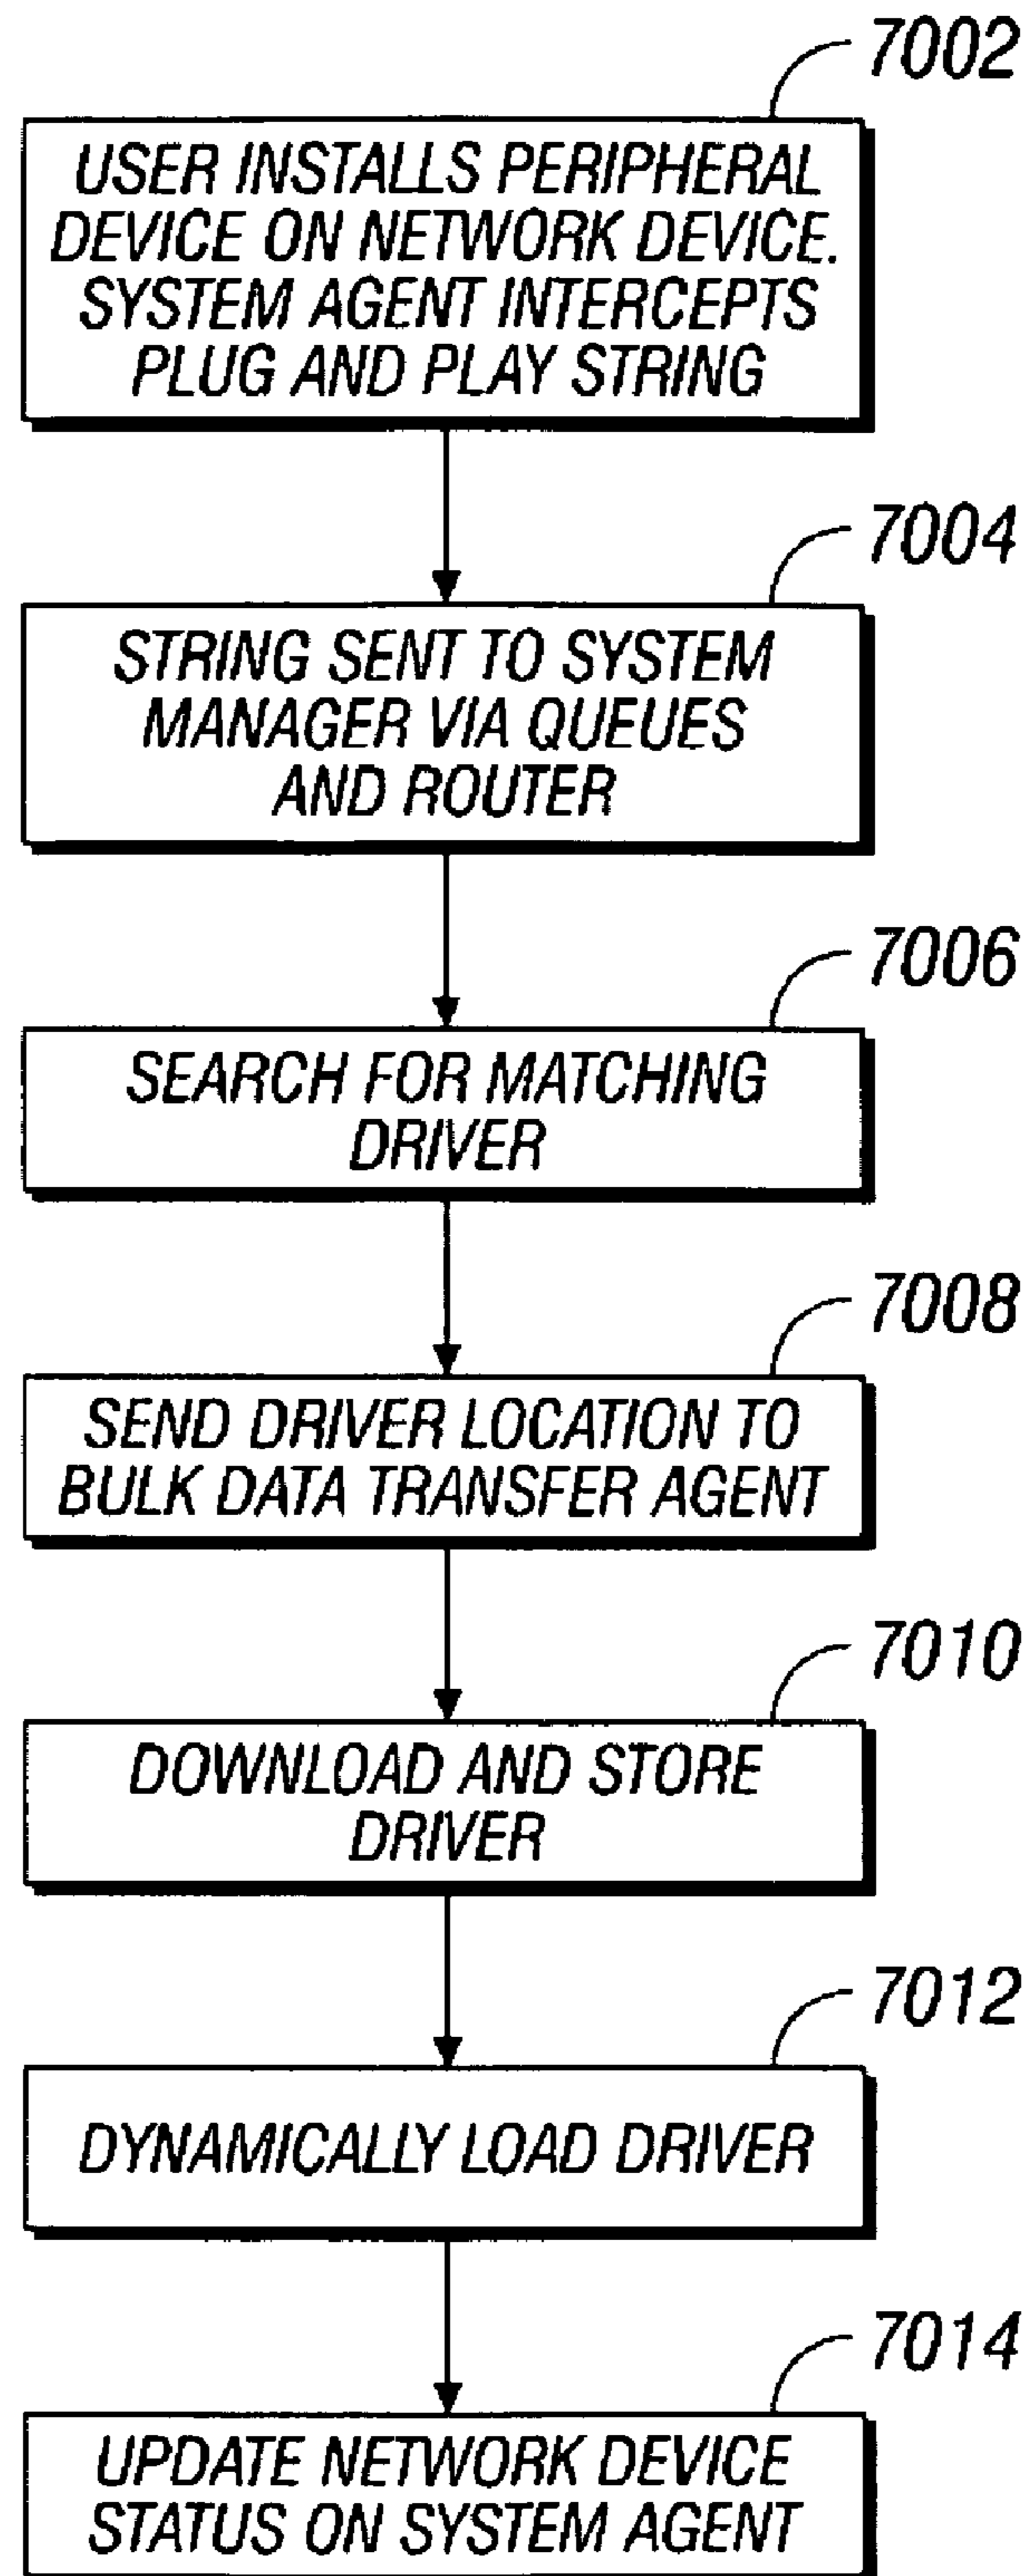 7002
USER INSTALLS PERIPHERAL
DEVICE ON NETWORK DEVICE.
SYSTEM AGENT INTERCEPTS
PLUG AND PLAY STRING
7004
STRING SENT TO SYSTEM
MANAGER VIA QUEUES
AND ROUTER
7006
SEARCH FOR MATCHING
DRIVER
7008
SEND DRIVER LOCATION TO
BULK DATA TRANSFER AGENT
7010
DOWNLOAD AND STORE
DRIVER
7012
DYNAMICALLY LOAD DRIVER
7014
UPDATE NETWORK DEVICE
STATUS ON SYSTEM AGENT